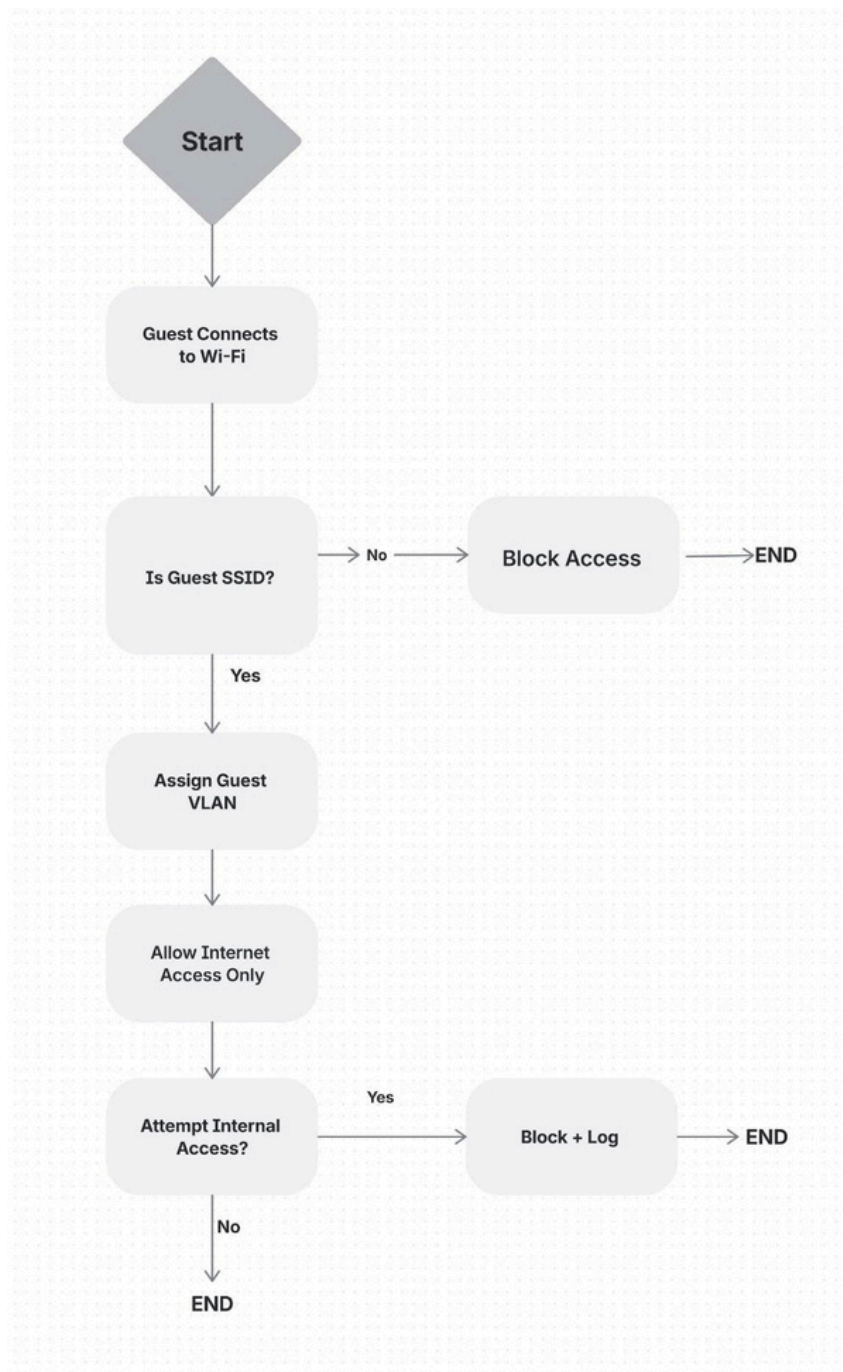 Start
Guest Connects
to Wi-Fi
Is Guest SSID?
No
Block Access
END
Yes
Assign Guest
VLAN
Allow Internet
Access Only
Attempt Internal
Access?
Yes
Block + Log
END
No
END